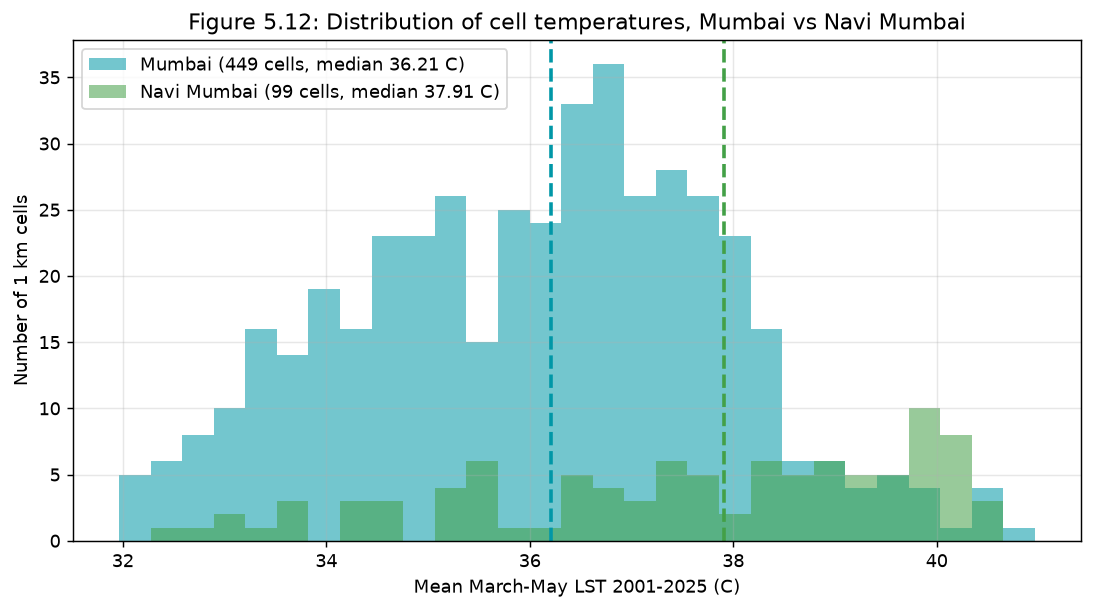 Figure 5.12: Distribution of cell temperatures, Mumbai vs Navi Mumbai
Mumbai (449 cells, median 36.21 C)
Navi Mumbai (99 cells, median 37.91 C)
Number of 1 km cells
35
30
25
20
15
10
5
0
32 34 36 38 40
Mean March-May LST 2001-2025 (C)